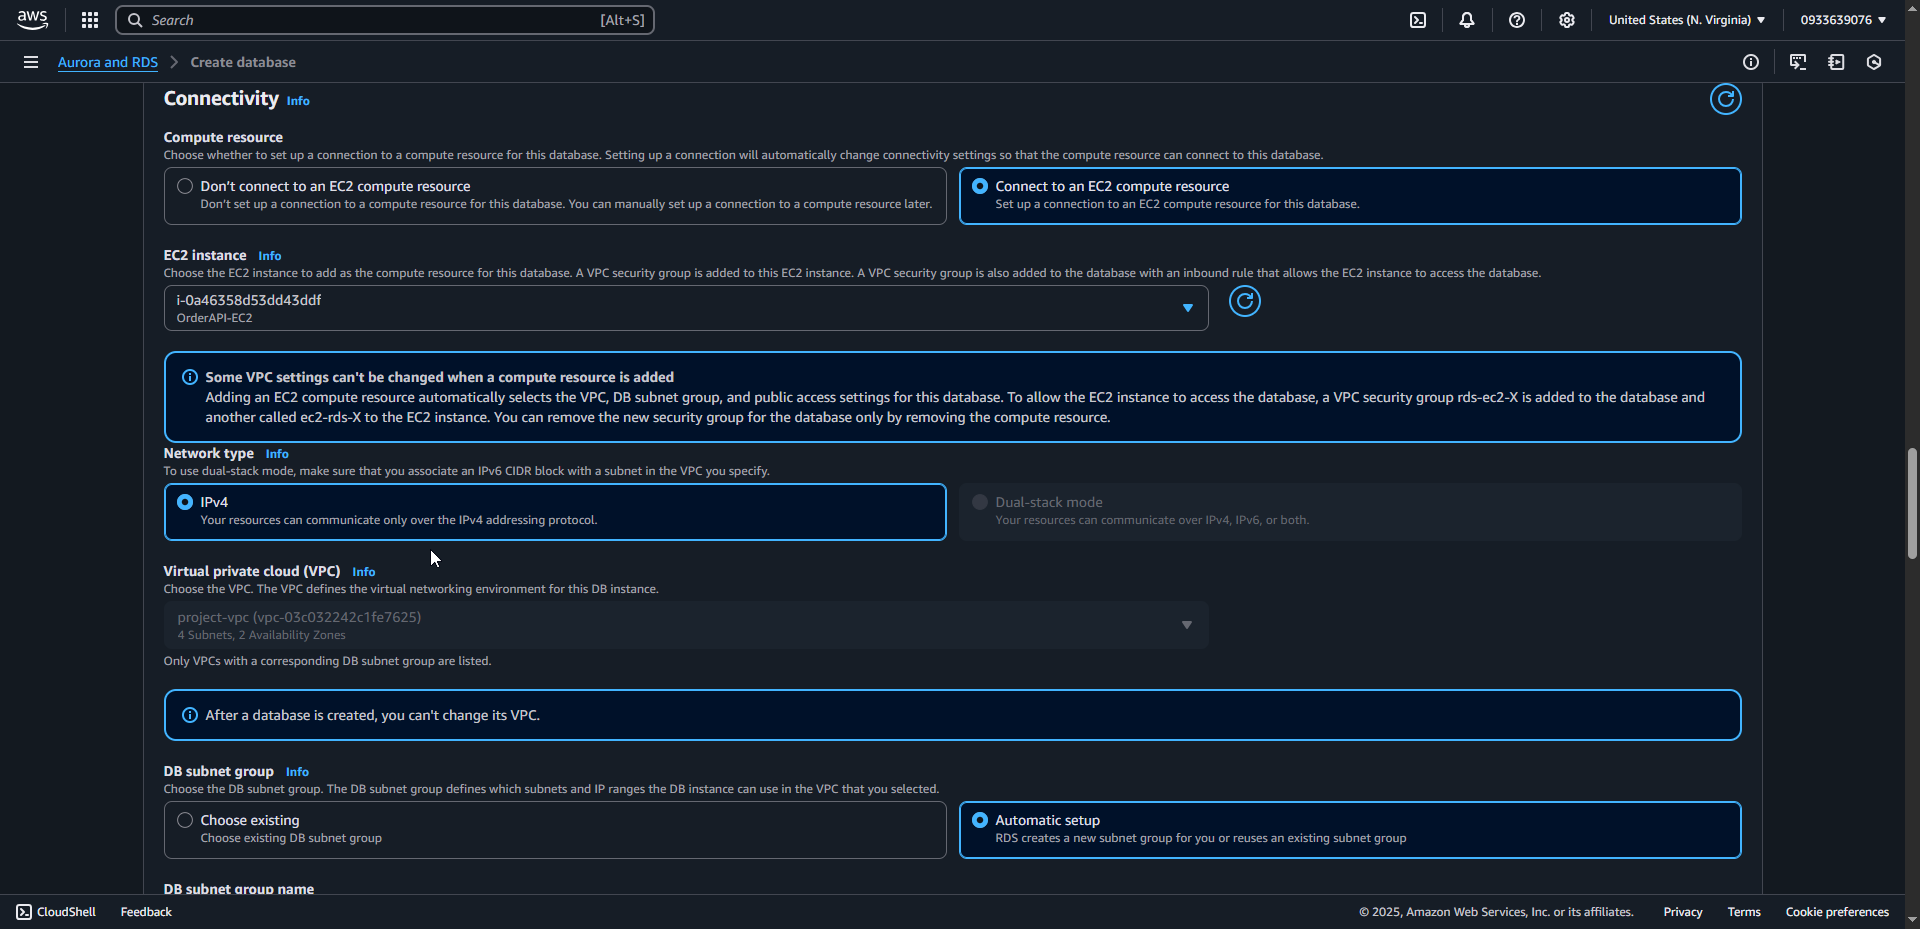 aws
Search [Alt+S]
United States (N. Virginia)
0933639076
Aurora and RDS
Create database
Connectivity Info
Compute resource
Choose whether to set up a connection to a compute resource for this database. Setting up a connection will automatically change connectivity settings so that the compute resource can connect to this database.
Don't connect to an EC2 compute resource
Don't set up a connection to a compute resource for this database. You can manually set up a connection to a compute resource later.
Connect to an EC2 compute resource
Set up a connection to an EC2 compute resource for this database.
EC2 instance Info
Choose the EC2 instance to add as the compute resource for this database. A VPC security group is added to this EC2 instance. A VPC security group is also added to the database with an inbound rule that allows the EC2 instance to access the database.
i-0a46358d53dd43ddf
OrderAPI-EC2
Some VPC settings can't be changed when a compute resource is added
Adding an EC2 compute resource automatically selects the VPC, DB subnet group, and public access settings for this database. To allow the EC2 instance to access the database, a VPC security group rds-ec2-X is added to the database and
another called ec2-rds-X to the EC2 instance. You can remove the new security group for the database only by removing the compute resource.
Network type Info
To use dual-stack mode, make sure that you associate an IPv6 CIDR block with a subnet in the VPC you specify.
IPv4
Your resources can communicate only over the IPv4 addressing protocol.
Dual-stack mode
Your resources can communicate over IPv4, IPv6, or both.
Virtual private cloud (VPC) Info
Choose the VPC. The VPC defines the virtual networking environment for this DB instance.
project-vpc (vpc-03c032242c1fe7625)
4 Subnets, 2 Availability Zones
Only VPCs with a corresponding DB subnet group are listed.
After a database is created, you can't change its VPC.
DB subnet group Info
Choose the DB subnet group. The DB subnet group defines which subnets and IP ranges the DB instance can use in the VPC that you selected.
Choose existing
Choose existing DB subnet group
Automatic setup
RDS creates a new subnet group for you or reuses an existing subnet group
DB subnet group name
CloudShell
Feedback
© 2025, Amazon Web Services, Inc. or its affiliates.
Privacy
Terms
Cookie preferences